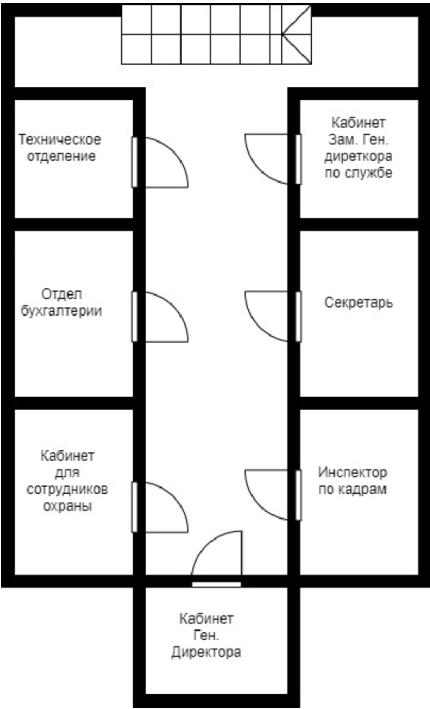 Техническое
отделение
Кабинет
Зам. Ген.
диреткора
по службе
Отдел
бухгалтерии
Секретарь
Кабинет
для
сотрудников
охраны
Инспектор
по кадрам
Кабинет
Ген.
Директора